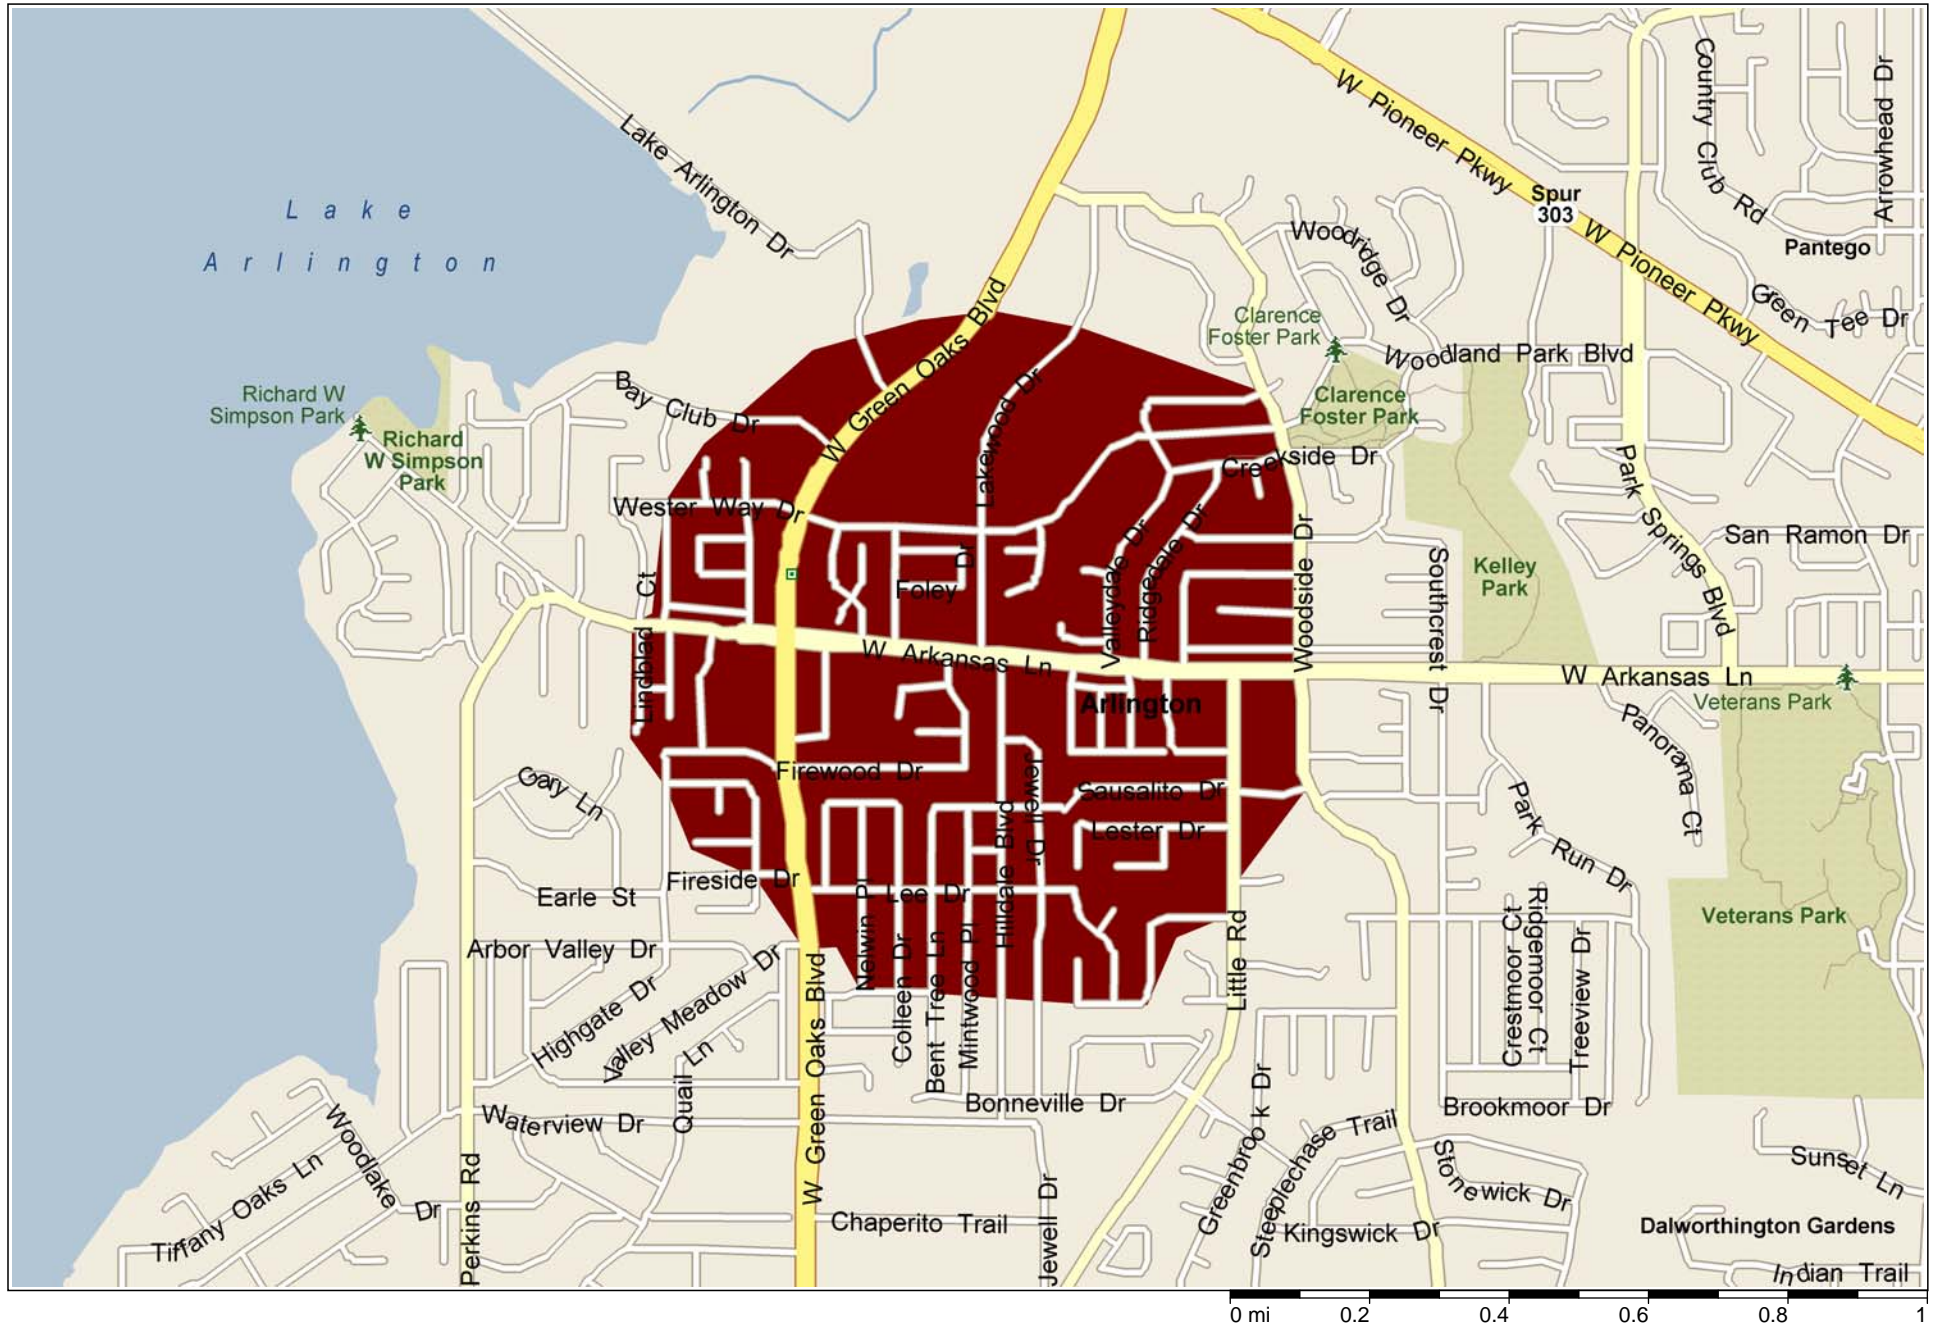 W Pioneer Pkwy
Country Club Rd
Arrowhead Dr
Lake Arlington Dr
Spur
303
L a k e
A r l i n g t o n
Woodridge Dr
W Pioneer Pkwy
Pantego
W Green Oaks Blvd
Clarence
Foster Park
Green Tee Dr
Woodland Park Blvd
Richard W
Simpson Park
Bay Club Dr
Lakewood Dr
Clarence
Foster Park
Richard
W Simpson
Park
Creekside Dr
Park Springs Blvd
Wester Way Dr
San Ramon Dr
Valleydale Dr
Ridgedale Dr
Woodside Dr
Foley Dr
Southcrest Dr
Kelley
Park
Lindblad Ct
W Arkansas Ln
W Arkansas Ln
Arlington
Veterans Park
Panorama Ct
Firewood Dr
Gary Ln
Jewell Dr
Sausalito Dr
Park Run Dr
Lester Dr
Hilldale Blvd
Fireside Dr
Earle St
Nelwin Pl
Lee Dr
Veterans Park
Arbor Valley Dr
Colleen Dr
Bent Tree Ln
Mintwood Pl
Little Rd
Crestmoor Ct
Ridgemoor Ct
Treeview Dr
Highgate Dr
Valley Meadow Dr
W Green Oaks Blvd
Quail Ln
Bonneville Dr
Brookmoor Dr
Waterview Dr
Woodlake Dr
Greenbrook Dr
Steeplechase Trail
Stonewick Dr
Sunset Ln
Tiffany Oaks Ln
Perkins Rd
Chaperito Trail
Jewell Dr
Kingswick Dr
Dalworthington Gardens
Indian Trail
0 mi 0.2 0.4 0.6 0.8 1